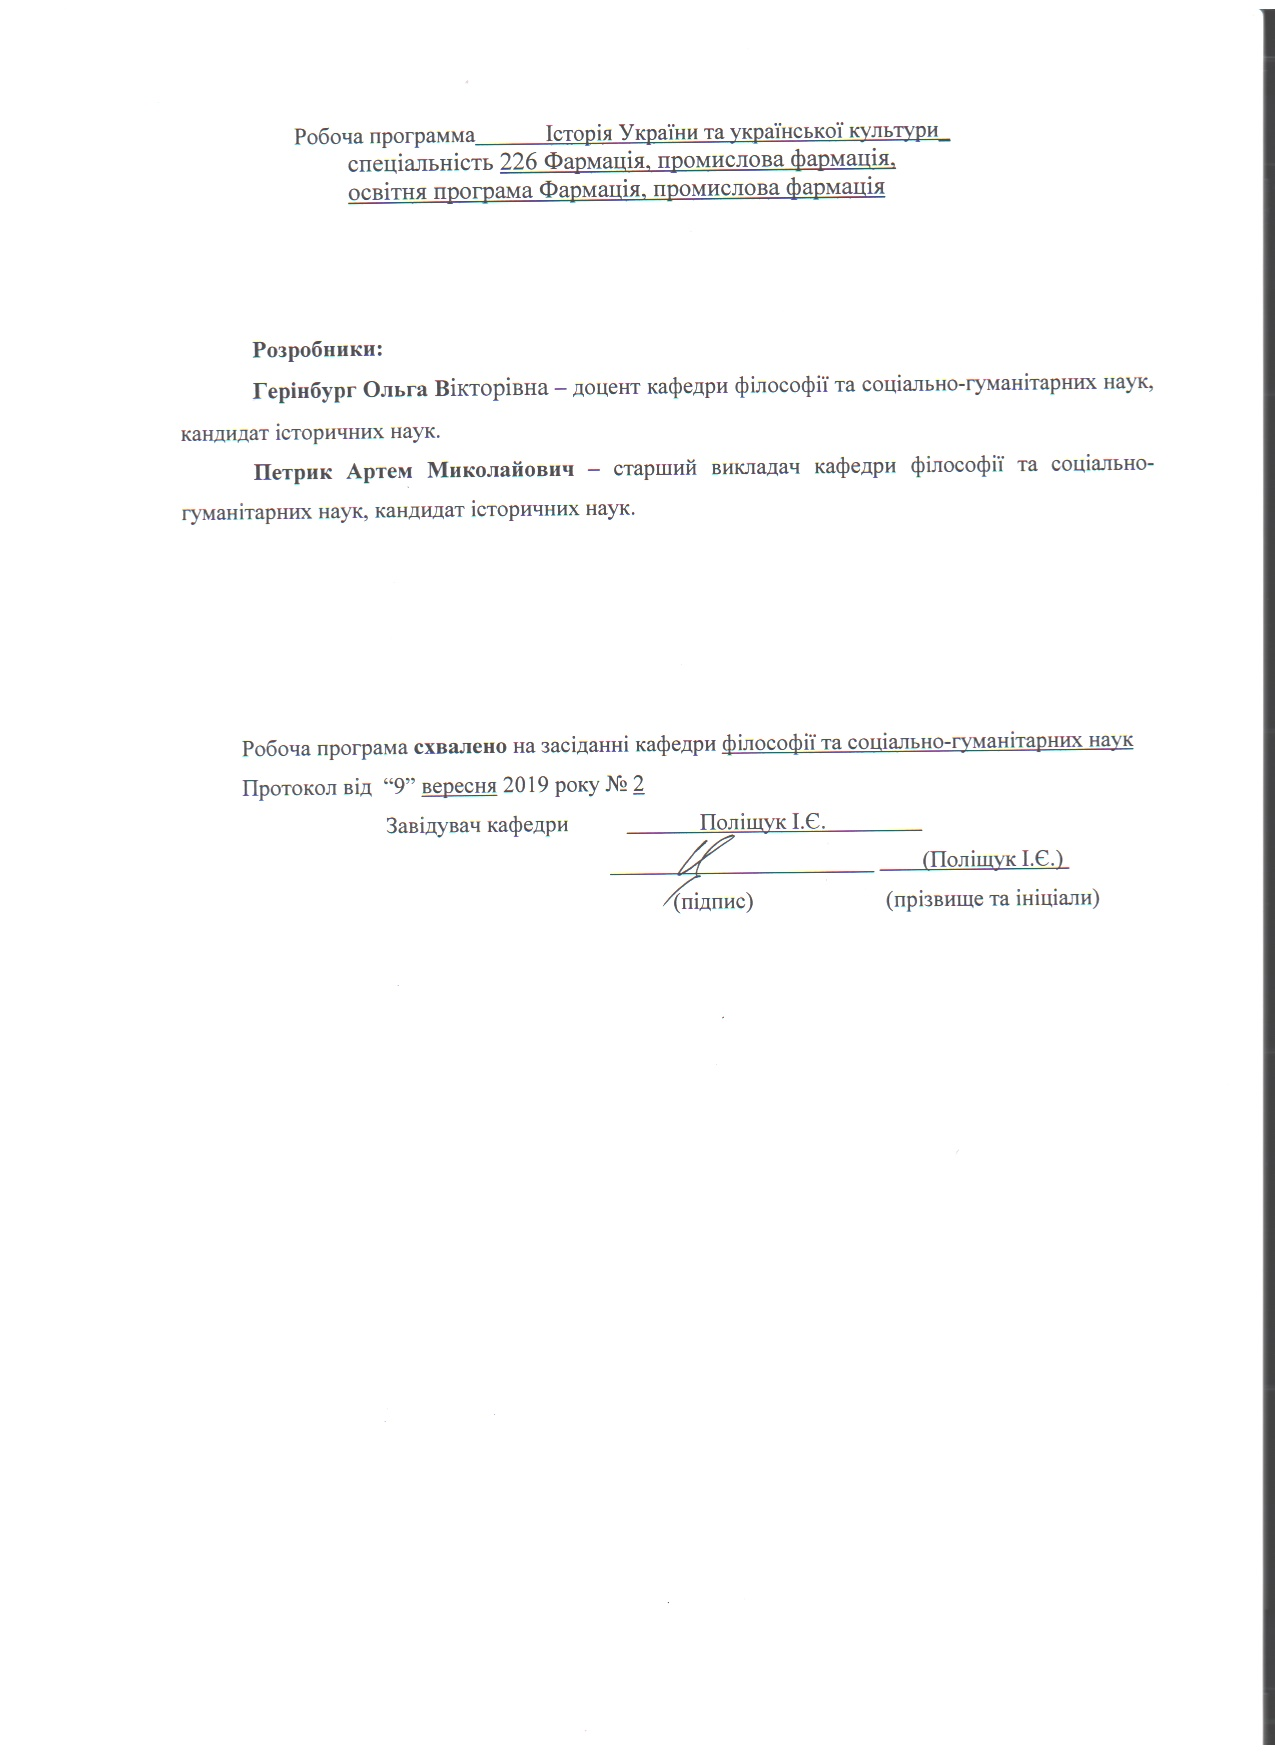 Робоча программа______Історія України та української культури_
спеціальність 226 Фармація, промислова фармація,
освітня програма Фармація, промислова фармація
Розробники:
Герінбург Ольга Вікторівна – доцент кафедри філософії та соціально-гуманітарних наук,
кандидат історичних наук.
Петрик Артем Миколайович – старший викладач кафедри філософії та соціально-
гуманітарних наук, кандидат історичних наук.
Робоча програма схвалено на засіданні кафедри філософії та соціально-гуманітарних наук
Протокол від “9” вересня 2019 року № 2
Завідувач кафедри Поліщук І.Є.
(Поліщук І.Є.)
(підпис) (прізвище та ініціали)